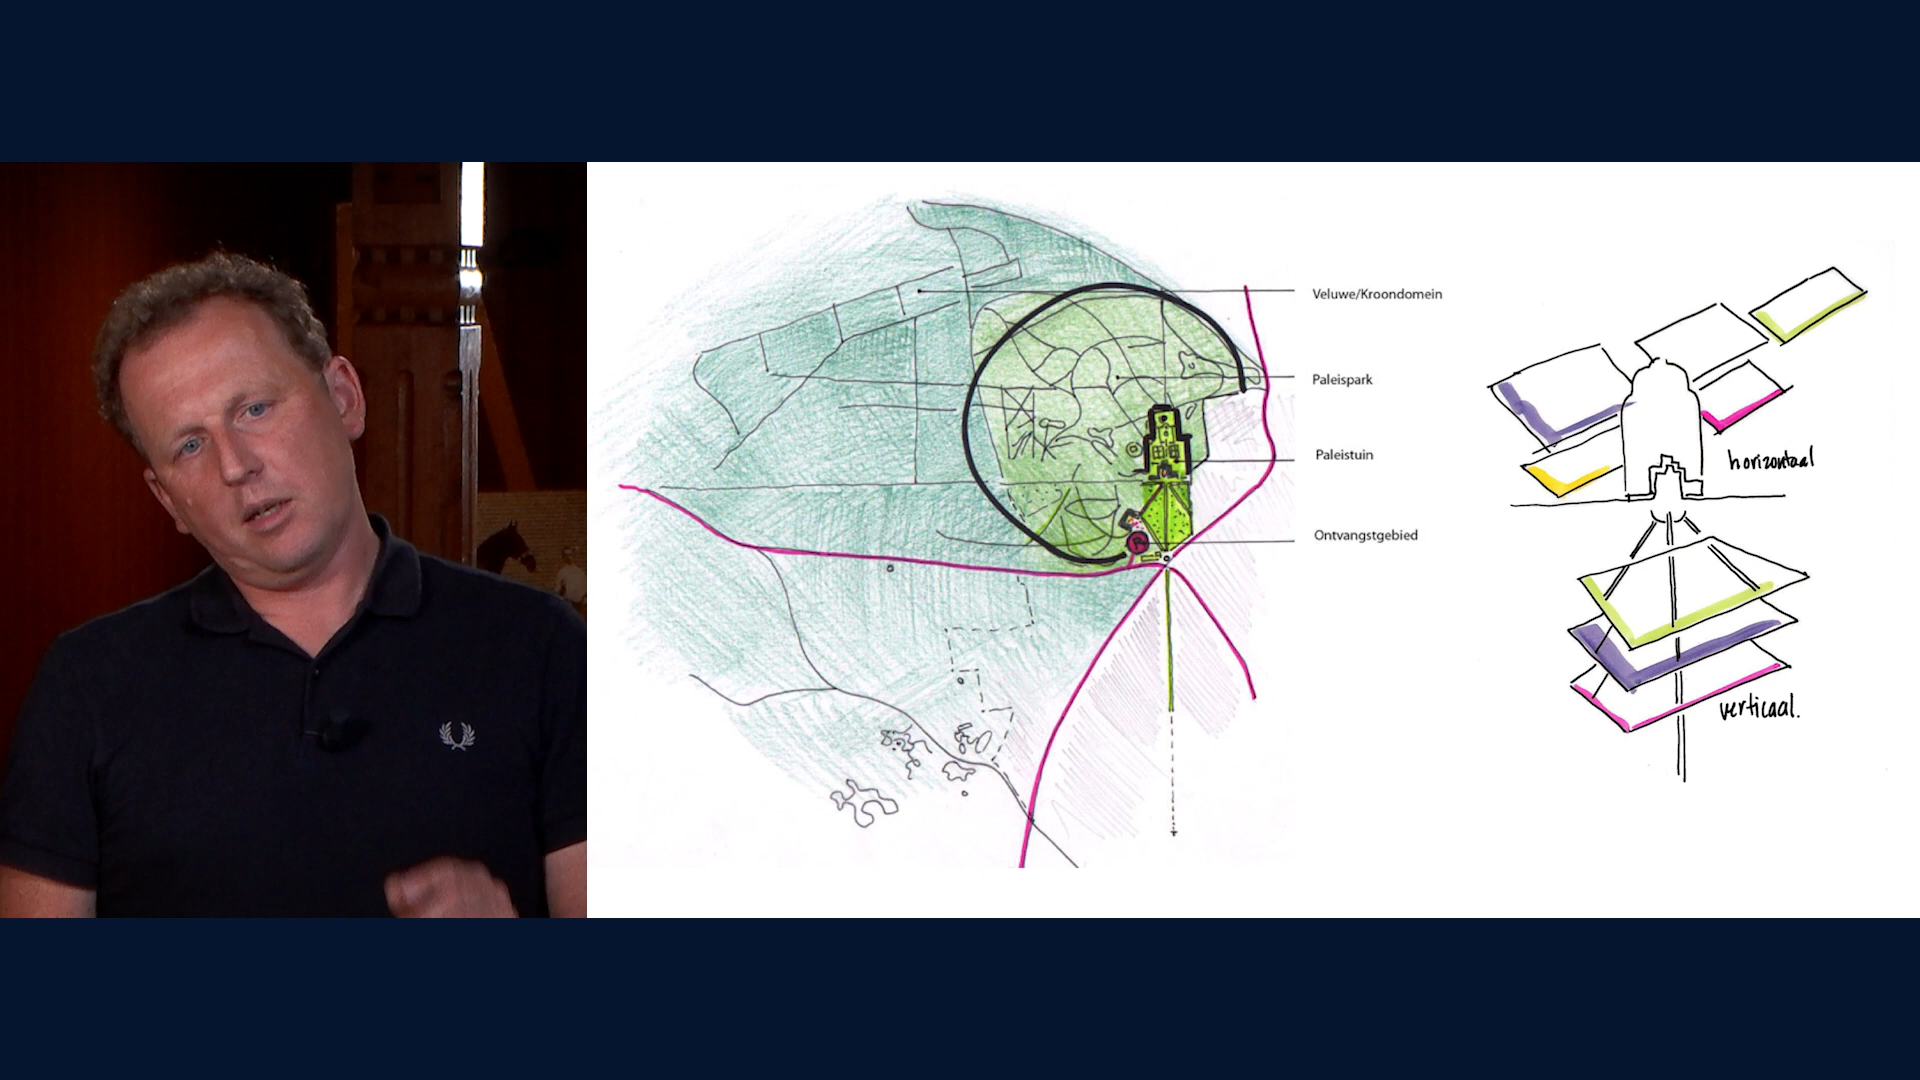 Veluwe/Kroondomein
Paleispark
Paleistuin
Ontvangstgebied
horizontaal
verticaal.